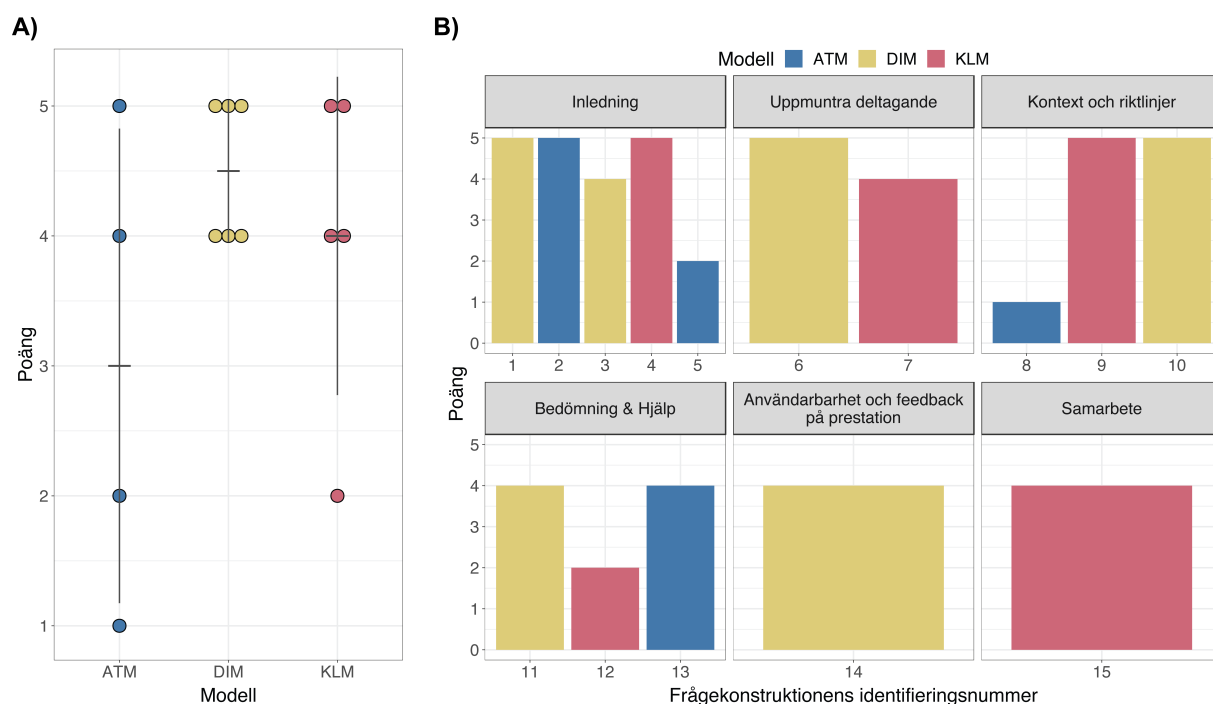 A)
Poäng
5
4
3
2
1
ATM
DIM
KLM
Modell
B)
Modell
ATM
DIM
KLM
Poäng
Inledning
Uppmuntra deltagande
Kontext och riktlinjer
5
4
3
2
1
0
1
2
3
4
5
6
7
8
9
10
Bedömning & Hjälp
Användarbarhet och feedback
på prestation
Samarbete
5
4
3
2
1
0
11
12
13
14
15
Frågekonstruktionens identifieringsnummer